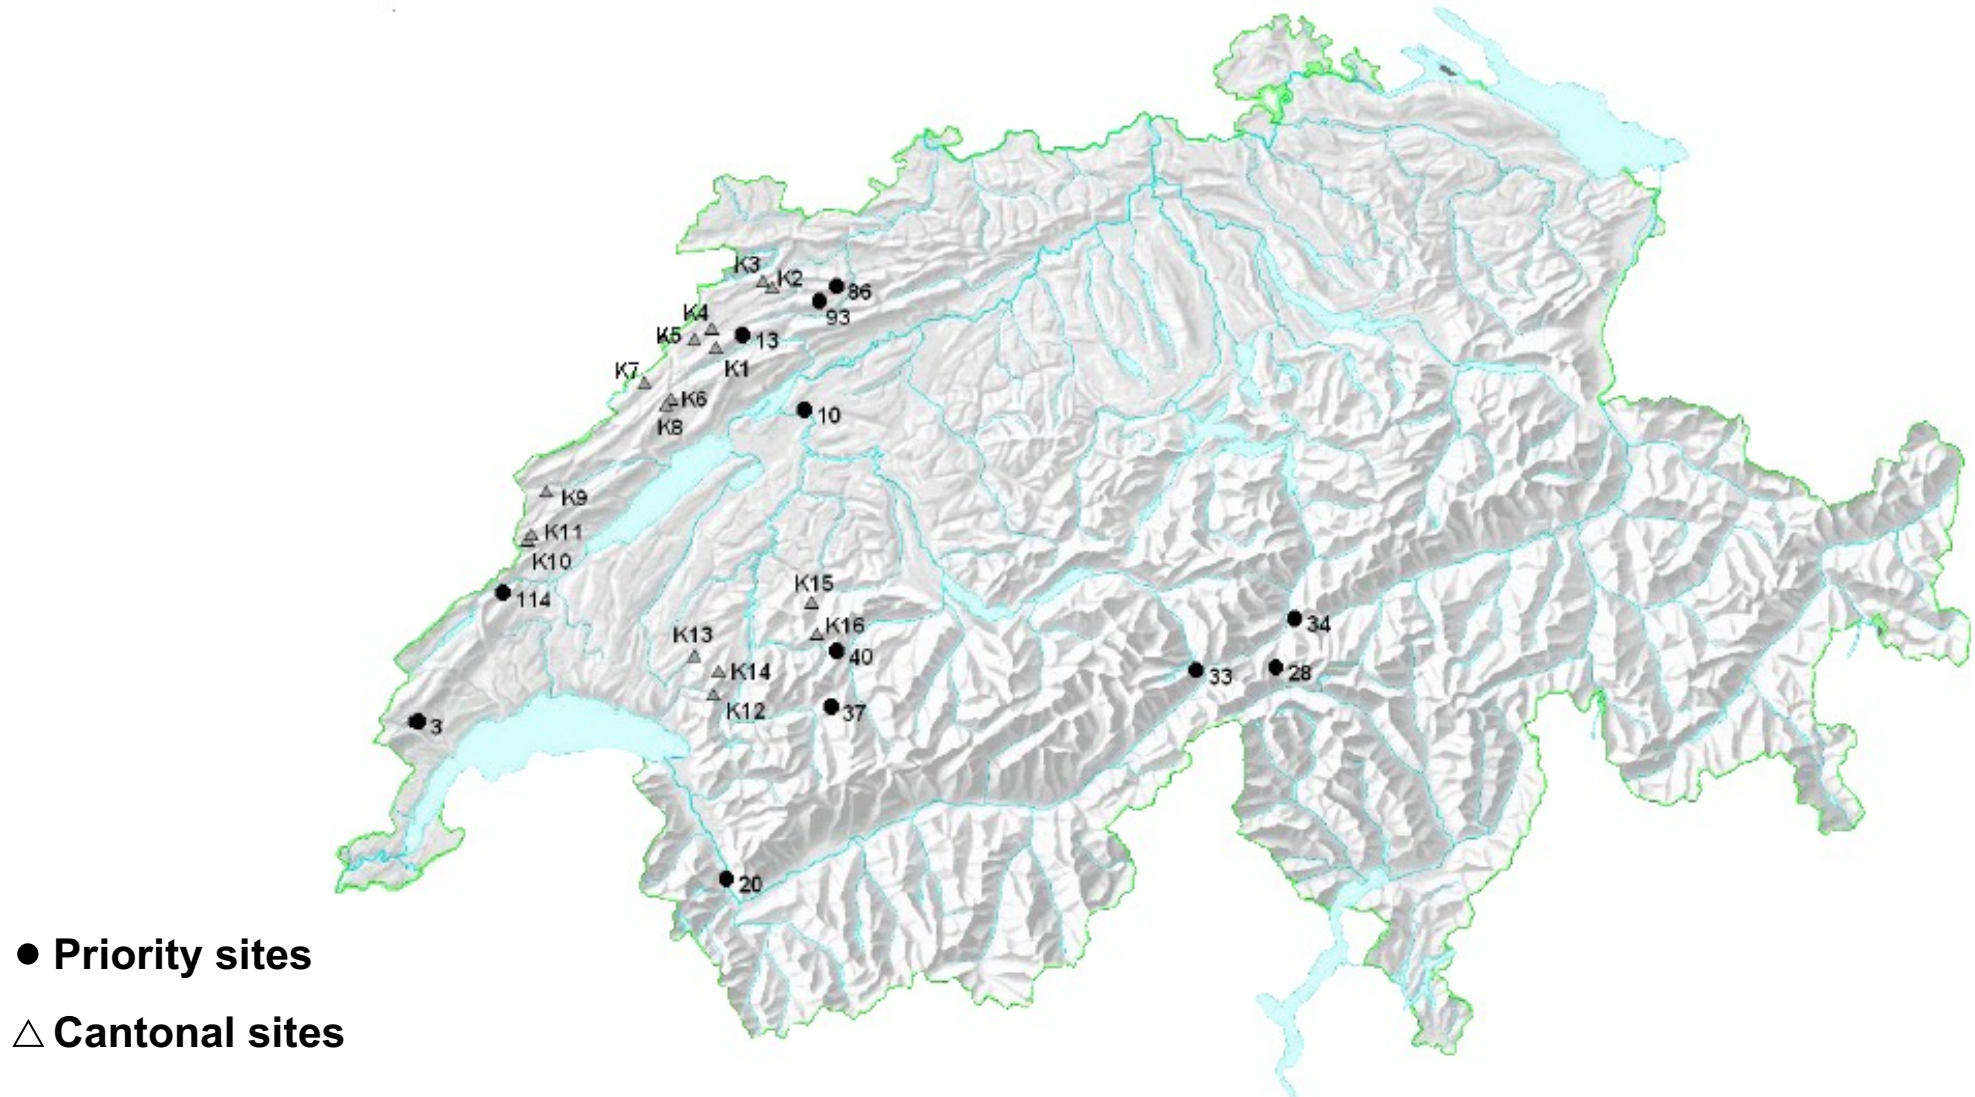 K3
K2
86
93
K4
K5
13
K1
K7
K6
10
K8
K9
K11
K10
114
K15
K16
34
K13
40
K14
33
28
K12
37
3
20
Priority sites
Cantonal sites